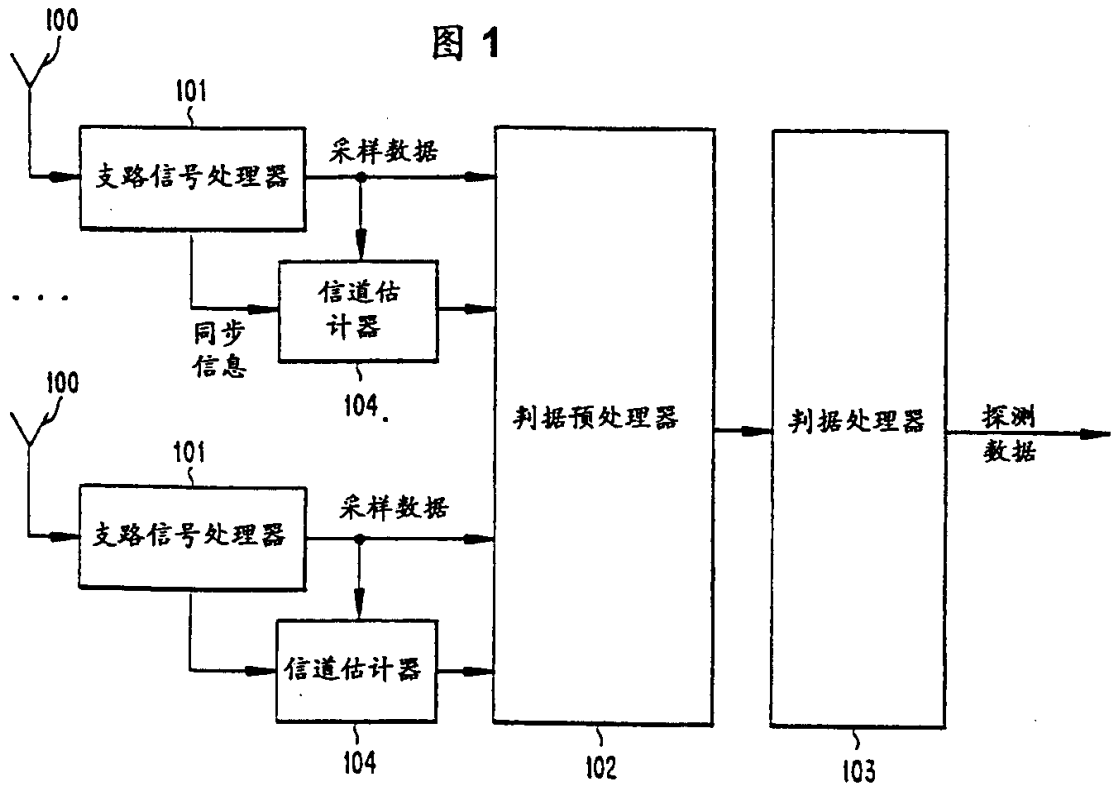 图 1
100
101
支路信号处理器
采样数据
信道估
计器
同步
信息
104
100
101
支路信号处理器
采样数据
信道估计器
104
判据预处理器
102
判据处理器
103
探测
数据